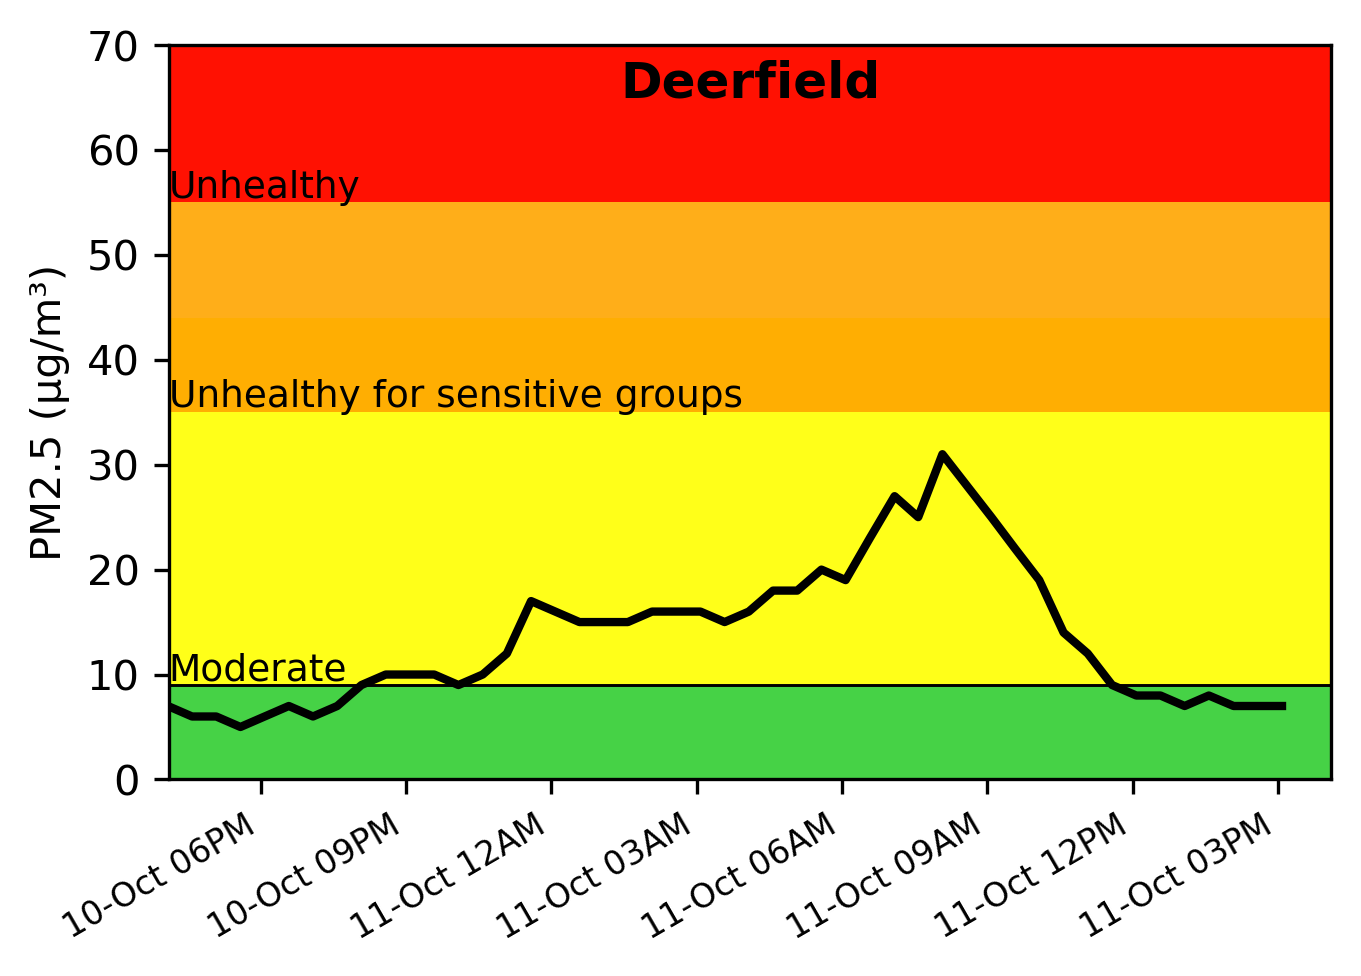 Deerfield
70
60
50
40
30
20
10
0
PM2.5 (µg/m³)
Unhealthy
Unhealthy for sensitive groups
Moderate
10-Oct 06PM
10-Oct 09PM
11-Oct 12AM
11-Oct 03AM
11-Oct 06AM
11-Oct 09AM
11-Oct 12PM
11-Oct 03PM